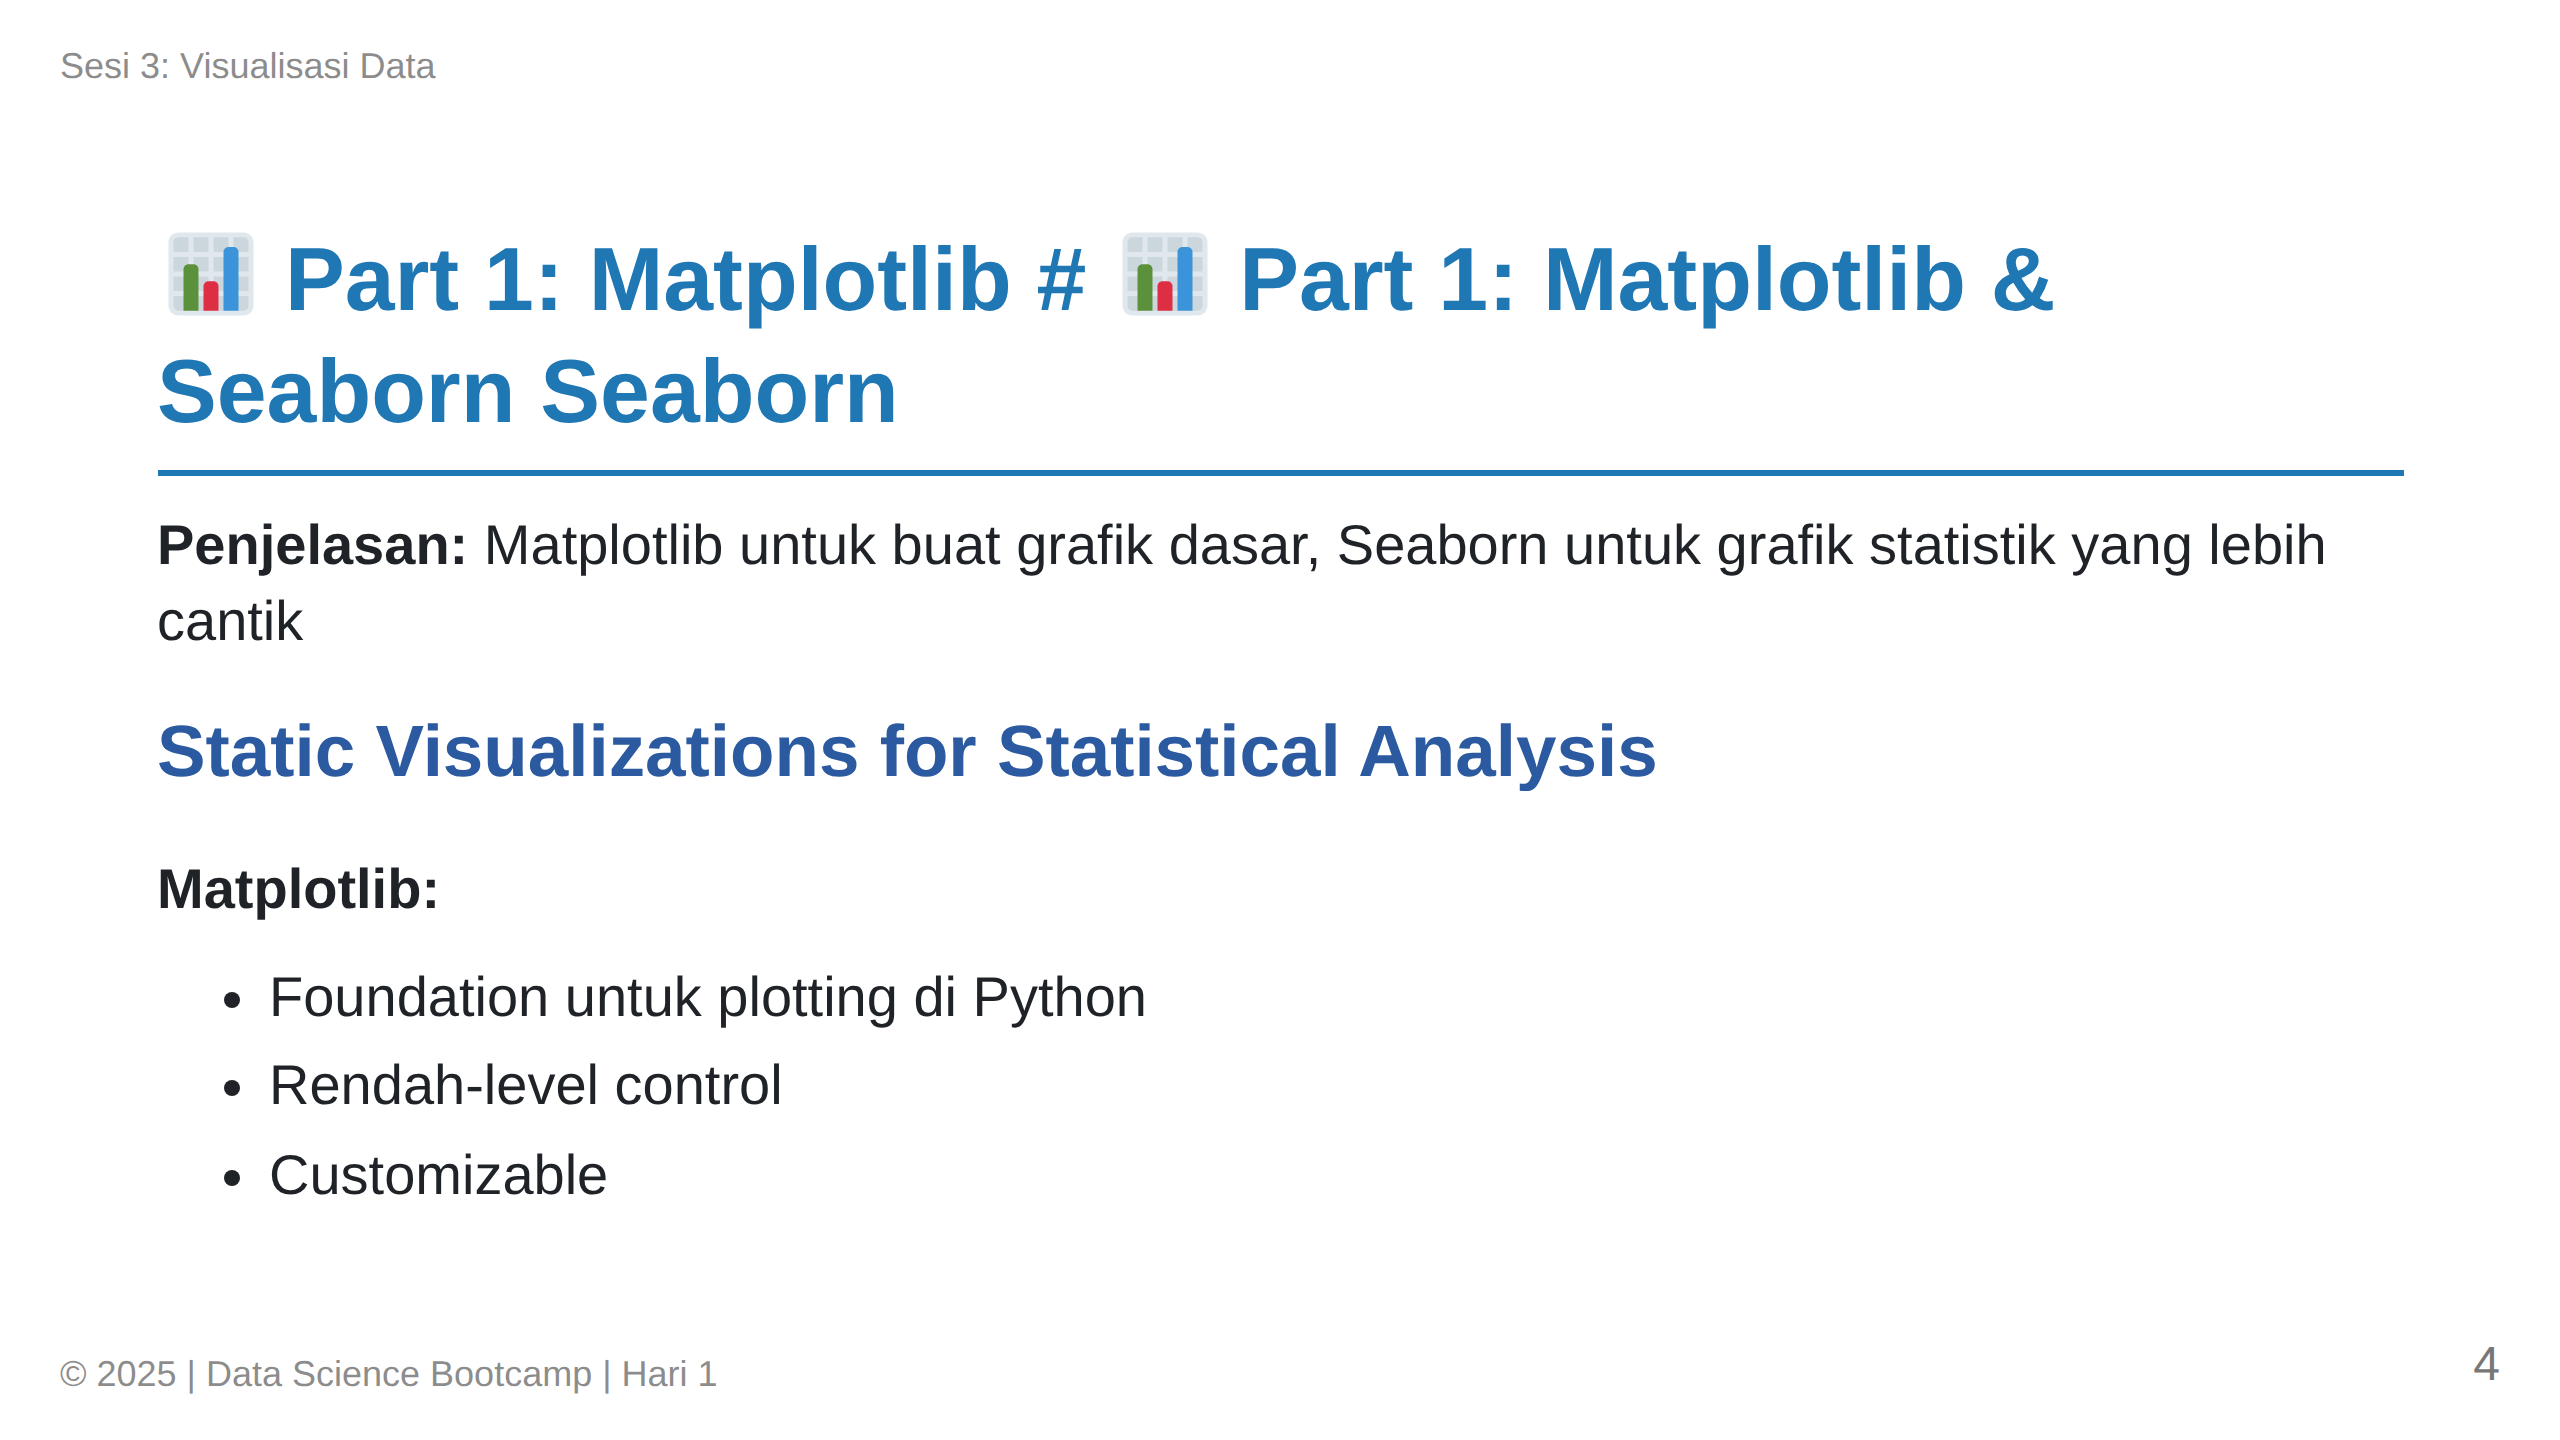 Sesi 3: Visualisasi Data
📊 Part 1: Matplotlib # 📊 Part 1: Matplotlib &
Seaborn Seaborn
Penjelasan: Matplotlib untuk buat grafik dasar, Seaborn untuk grafik statistik yang lebih
cantik
Static Visualizations for Statistical Analysis
Matplotlib:
• Foundation untuk plotting di Python
• Rendah-level control
• Customizable
© 2025 | Data Science Bootcamp | Hari 1
4